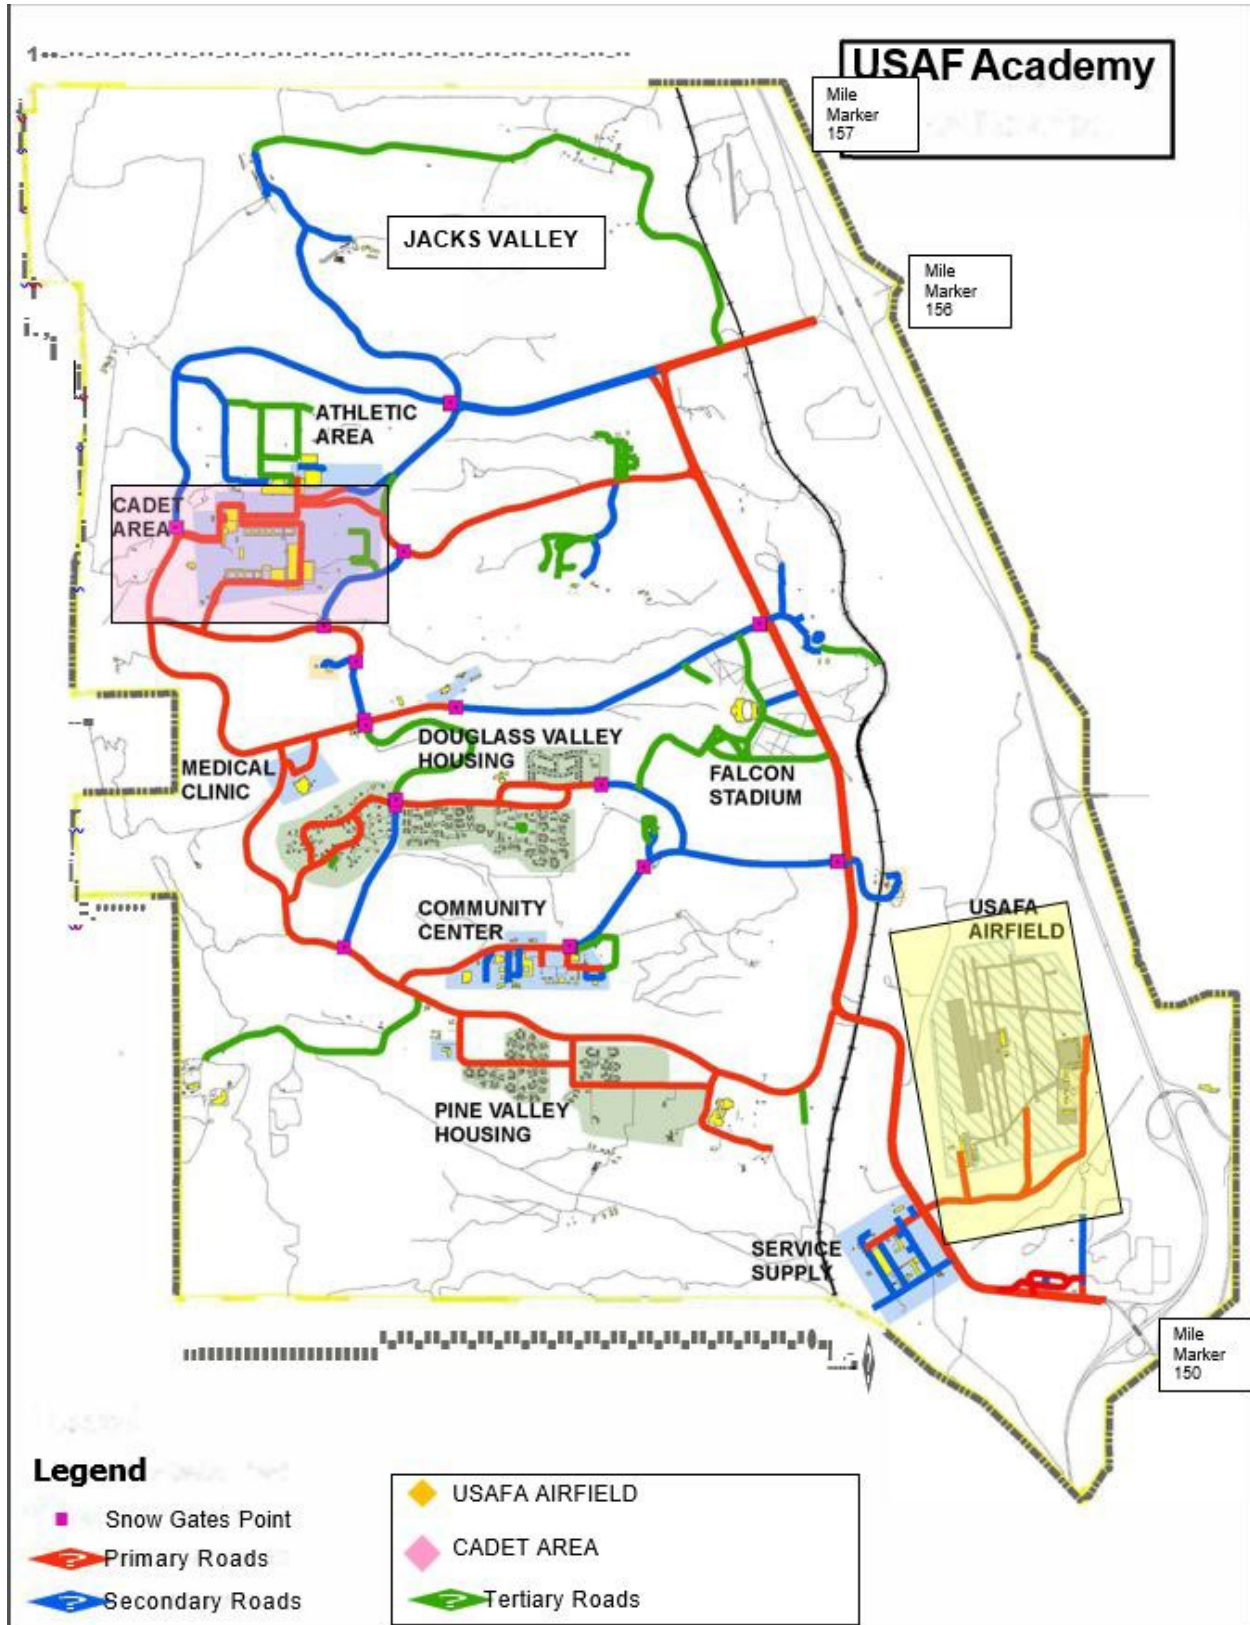 USAF Academy
Mile
Marker
157
JACKS VALLEY
Mile
Marker
156
ATHLETIC
AREA
CADET
AREA
DOUGLASS VALLEY
HOUSING
MEDICAL
CLINIC
FALCON
STADIUM
COMMUNITY
CENTER
USAFA
AIRFIELD
PINE VALLEY
HOUSING
SERVICE
SUPPLY
Mile
Marker
150
Legend
Snow Gates Point
Primary Roads
Secondary Roads
USAFA AIRFIELD
CADET AREA
Tertiary Roads